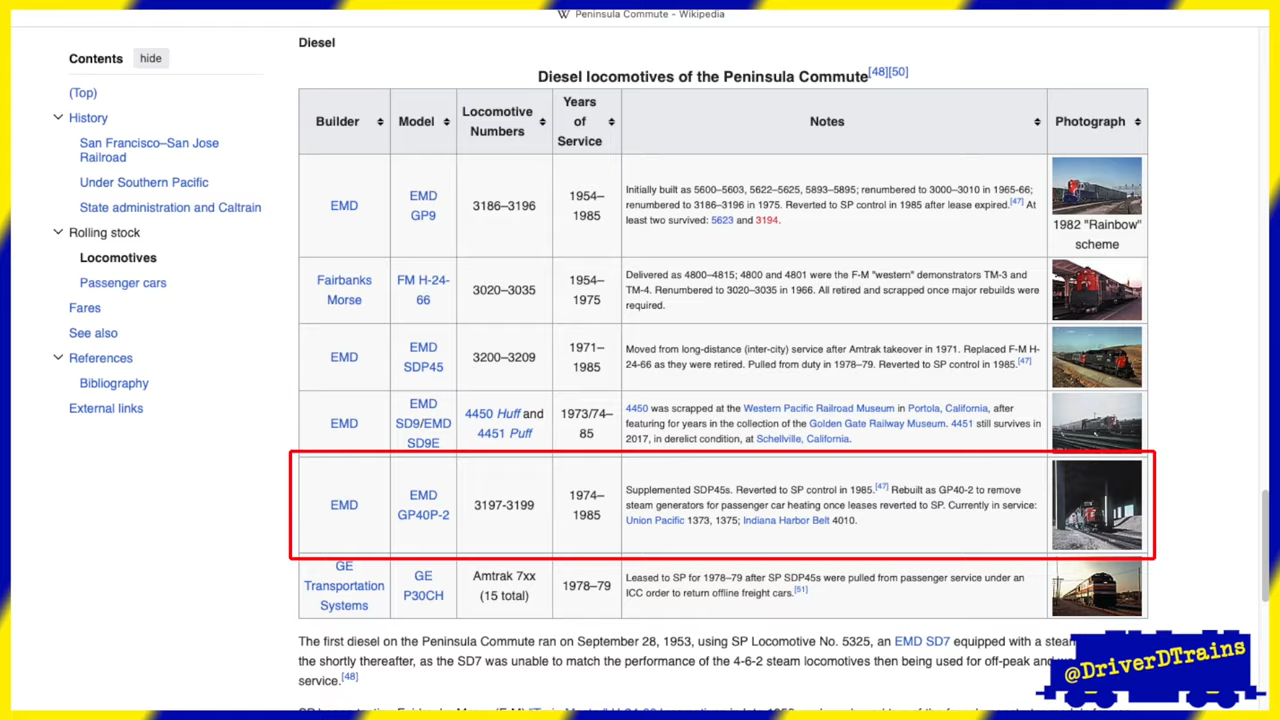 Peninsula Commute - Wikipedia
Contents hide
(Top)
History
San Francisco–San Jose
Railroad
Under Southern Pacific
State administration and Caltrain
Rolling stock
Locomotives
Passenger cars
Fares
See also
References
Bibliography
External links
Diesel
Diesel locomotives of the Peninsula Commute[48][50]
Builder
Model
Locomotive
Numbers
Years
of
Service
Notes
Photograph
EMD
EMD
GP9
3186–3196
1954–
1985
Initially built as 5600–5603, 5622–5625, 5893–5895; renumbered to 3000–3010 in 1965-66;
renumbered to 3186–3196 in 1975. Reverted to SP control in 1985 after lease expired.[47] At
least two survived: 5623 and 3194.
1982 "Rainbow"
scheme
Fairbanks
Morse
FM H-24-
66
3020–3035
1954–
1975
Delivered as 4800–4815; 4800 and 4801 were the F-M "western" demonstrators TM-3 and
TM-4. Renumbered to 3020–3035 in 1966. All retired and scrapped once major rebuilds were
required.
EMD
EMD
SDP45
3200–3209
1971–
1985
Moved from long-distance (inter-city) service after Amtrak takeover in 1971. Replaced F-M H-
24-66 as they were retired. Pulled from duty in 1978–79. Reverted to SP control in 1985.[47]
EMD
EMD
SD9/EMD
SD9E
4450 Huff and
4451 Puff
1973/74–
85
4450 was scrapped at the Western Pacific Railroad Museum in Portola, California, after
featuring for years in the collection of the Golden Gate Railway Museum. 4451 still survives in
2017, in derelict condition, at Schellville, California.
EMD
EMD
GP40P-2
3197-3199
1974–
1985
Supplemented SDP45s. Reverted to SP control in 1985.[47] Rebuilt as GP40-2 to remove
steam generators for passenger car heating once leases reverted to SP. Currently in service:
Union Pacific 1373, 1375; Indiana Harbor Belt 4010.
GE
Transportation
Systems
GE
P30CH
Amtrak 7xx
(15 total)
1978–79
Leased to SP for 1978–79 after SP SDP45s were pulled from passenger service under an
ICC order to return offline freight cars.[51]
The first diesel on the Peninsula Commute ran on September 28, 1953, using SP Locomotive No. 5325, an EMD SD7 equipped with a
the shortly thereafter, as the SD7 was unable to match the performance of the 4-6-2 steam locomotives then being used for off-peak and
service.[48]
@DriverDTrains